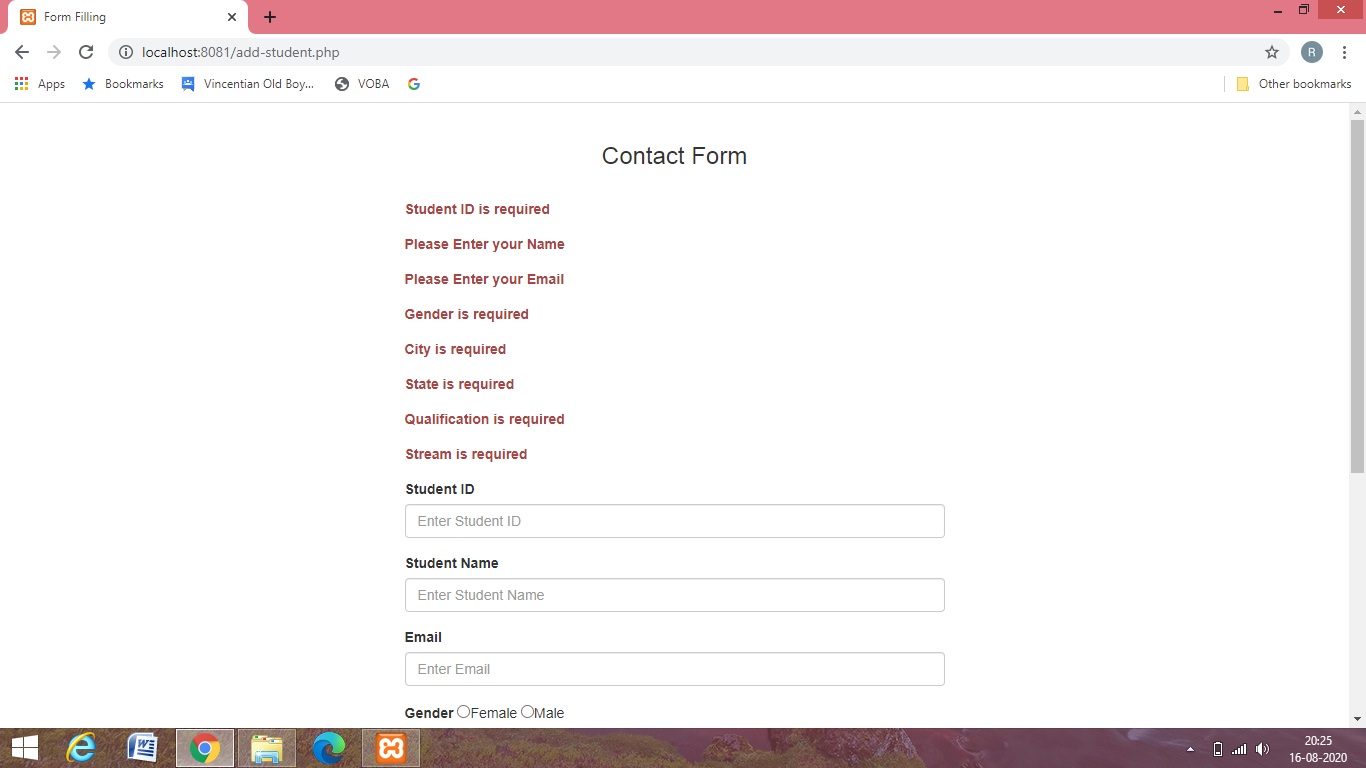 Form Filling
localhost:8081/add-student.php
R
Apps Bookmarks Vincentian Old Boy... VOBA Other bookmarks
Contact Form
Student ID is required
Please Enter your Name
Please Enter your Email
Gender is required
City is required
State is required
Qualification is required
Stream is required
Student ID
Enter Student ID
Student Name
Enter Student Name
Email
Enter Email
Gender Female Male
20:25
16-08-2020